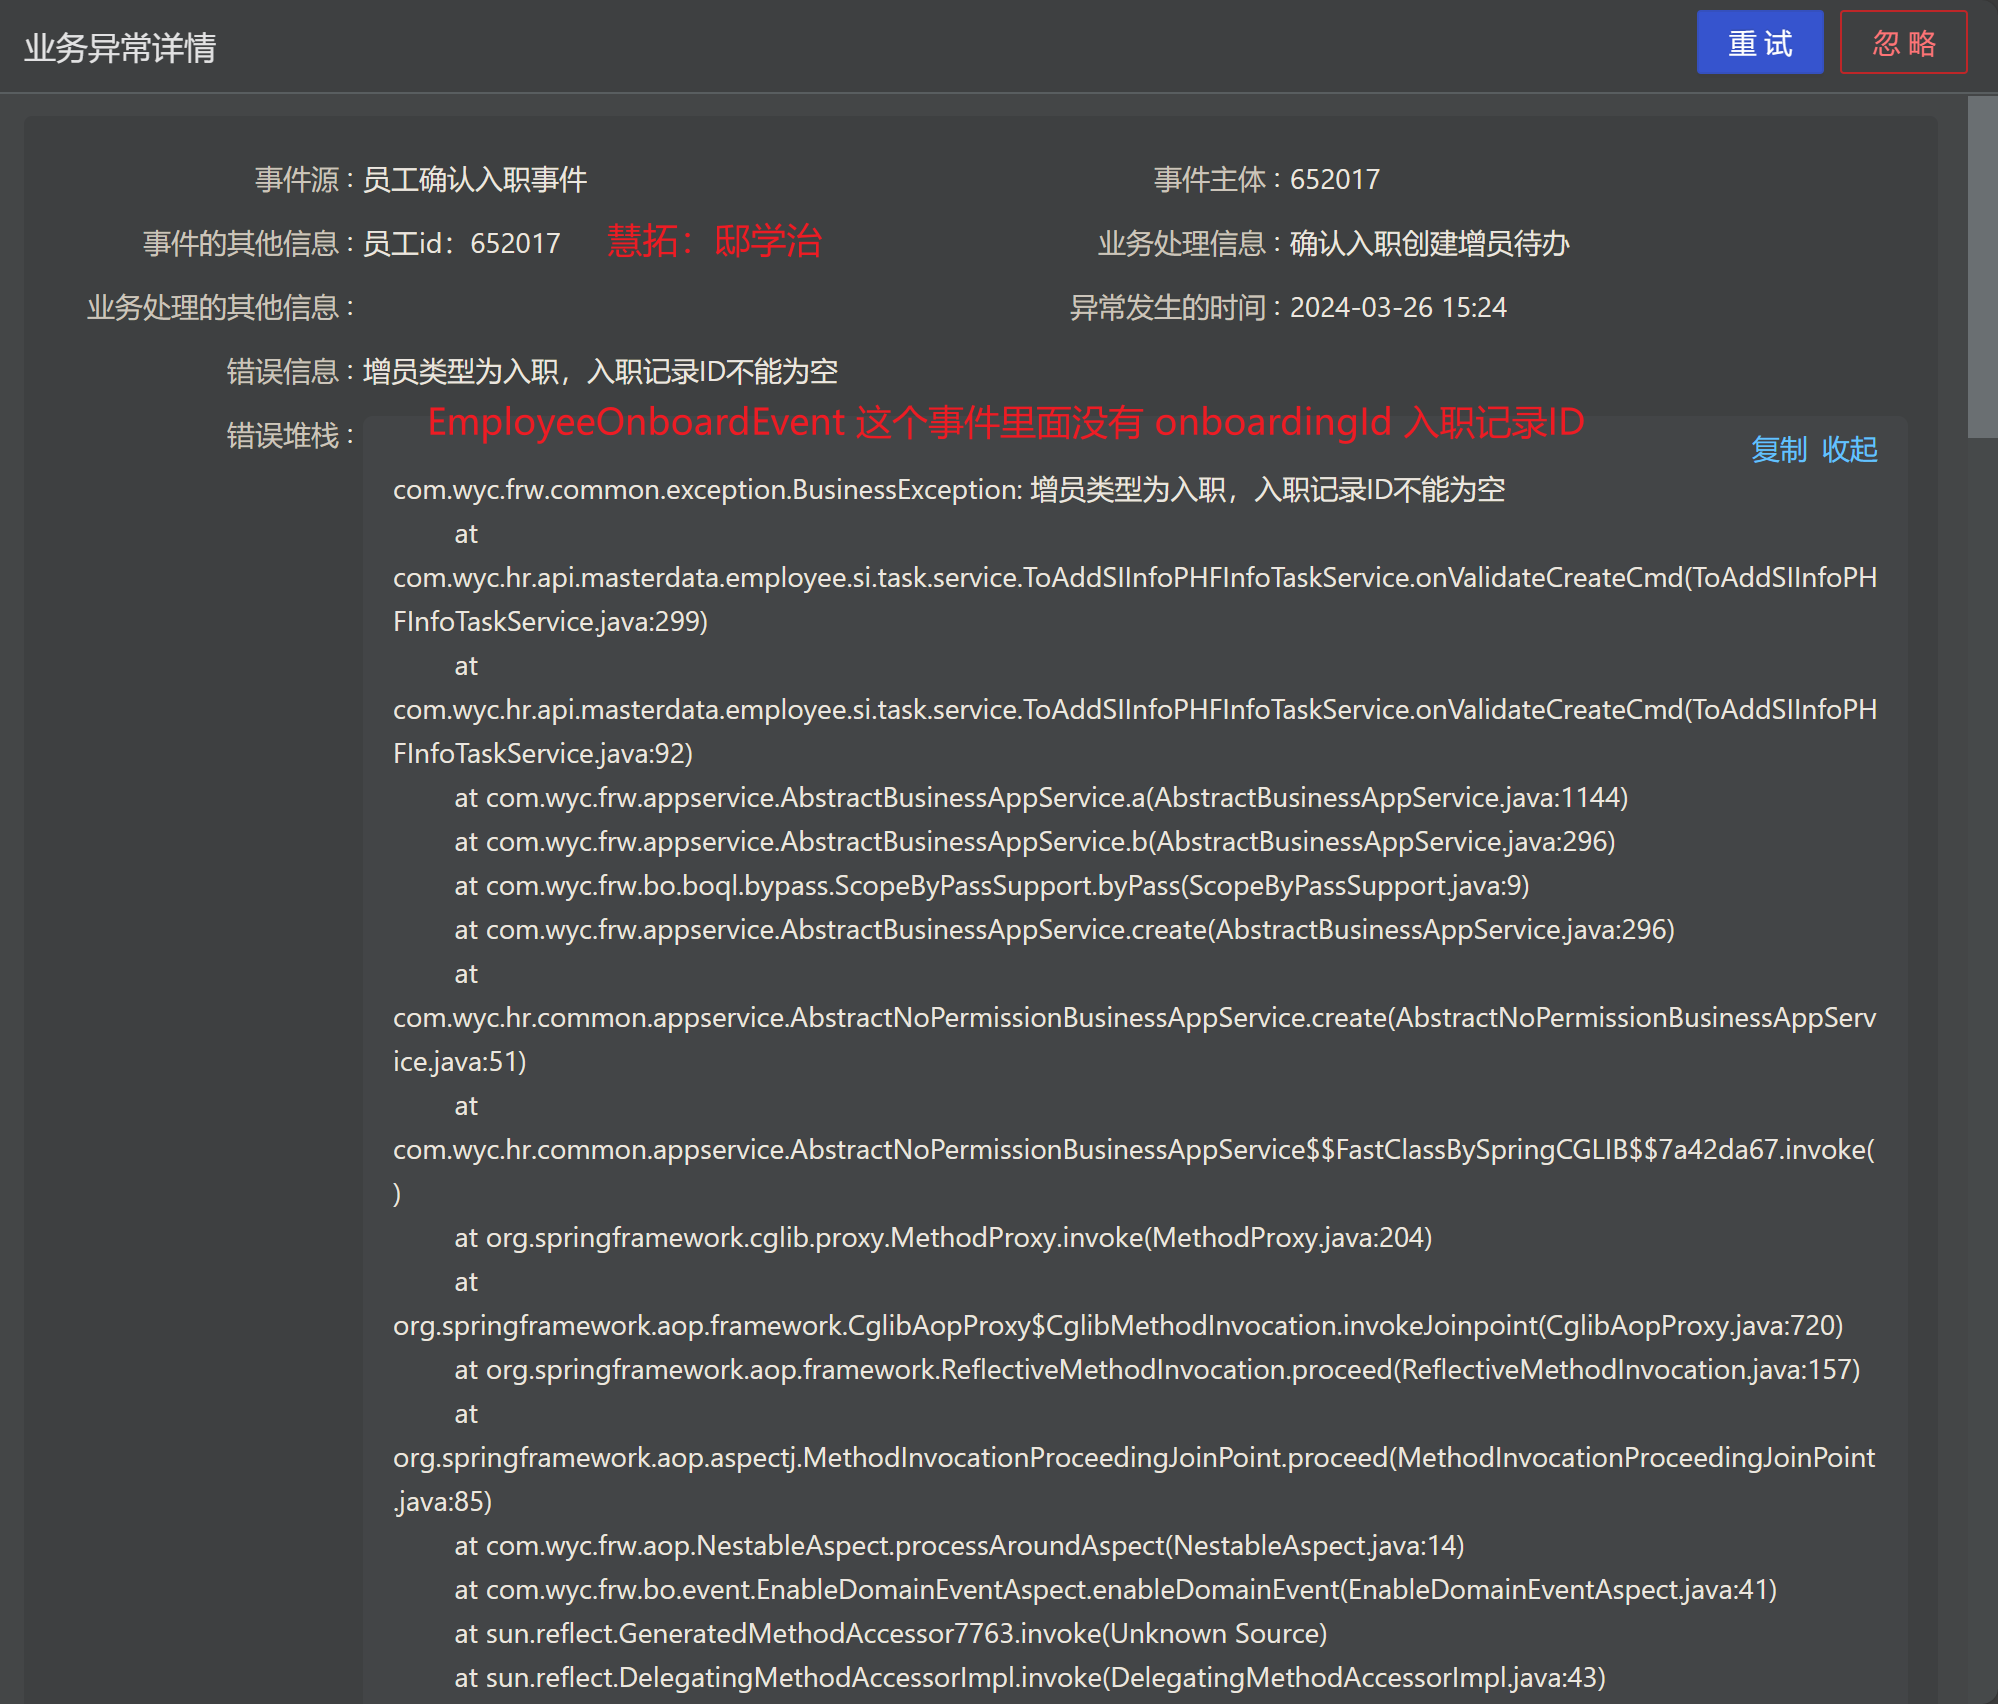 业务异常详情
重 试
忽 略
事件源 : 员工确认入职事件
事件主体 : 652017
事件的其他信息 : 员工id：652017
慧拓：邸学治
业务处理信息 : 确认入职创建增员待办
业务处理的其他信息 :
异常发生的时间 : 2024-03-26 15:24
错误信息 : 增员类型为入职，入职记录ID不能为空
EmployeeOnboardEvent 这个事件里面没有 onboardingId 入职记录ID
错误堆栈 :
复制 收起
com.wyc.frw.common.exception.BusinessException: 增员类型为入职，入职记录ID不能为空
at
com.wyc.hr.api.masterdata.employee.si.task.service.ToAddSIInfoPHFInfoTaskService.onValidateCreateCmd(ToAddSIInfoPH
FInfoTaskService.java:299)
at
com.wyc.hr.api.masterdata.employee.si.task.service.ToAddSIInfoPHFInfoTaskService.onValidateCreateCmd(ToAddSIInfoPH
FInfoTaskService.java:92)
at com.wyc.frw.appservice.AbstractBusinessAppService.a(AbstractBusinessAppService.java:1144)
at com.wyc.frw.appservice.AbstractBusinessAppService.b(AbstractBusinessAppService.java:296)
at com.wyc.frw.bo.boql.bypass.ScopeByPassSupport.byPass(ScopeByPassSupport.java:9)
at com.wyc.frw.appservice.AbstractBusinessAppService.create(AbstractBusinessAppService.java:296)
at
com.wyc.hr.common.appservice.AbstractNoPermissionBusinessAppService.create(AbstractNoPermissionBusinessAppServ
ice.java:51)
at
com.wyc.hr.common.appservice.AbstractNoPermissionBusinessAppService$$FastClassBySpringCGLIB$$7a42da67.invoke(
)
at org.springframework.cglib.proxy.MethodProxy.invoke(MethodProxy.java:204)
at
org.springframework.aop.framework.CglibAopProxy$CglibMethodInvocation.invokeJoinpoint(CglibAopProxy.java:720)
at org.springframework.aop.framework.ReflectiveMethodInvocation.proceed(ReflectiveMethodInvocation.java:157)
at
org.springframework.aop.aspectj.MethodInvocationProceedingJoinPoint.proceed(MethodInvocationProceedingJoinPoint
.java:85)
at com.wyc.frw.aop.NestableAspect.processAroundAspect(NestableAspect.java:14)
at com.wyc.frw.bo.event.EnableDomainEventAspect.enableDomainEvent(EnableDomainEventAspect.java:41)
at sun.reflect.GeneratedMethodAccessor7763.invoke(Unknown Source)
at sun.reflect.DelegatingMethodAccessorImpl.invoke(DelegatingMethodAccessorImpl.java:43)